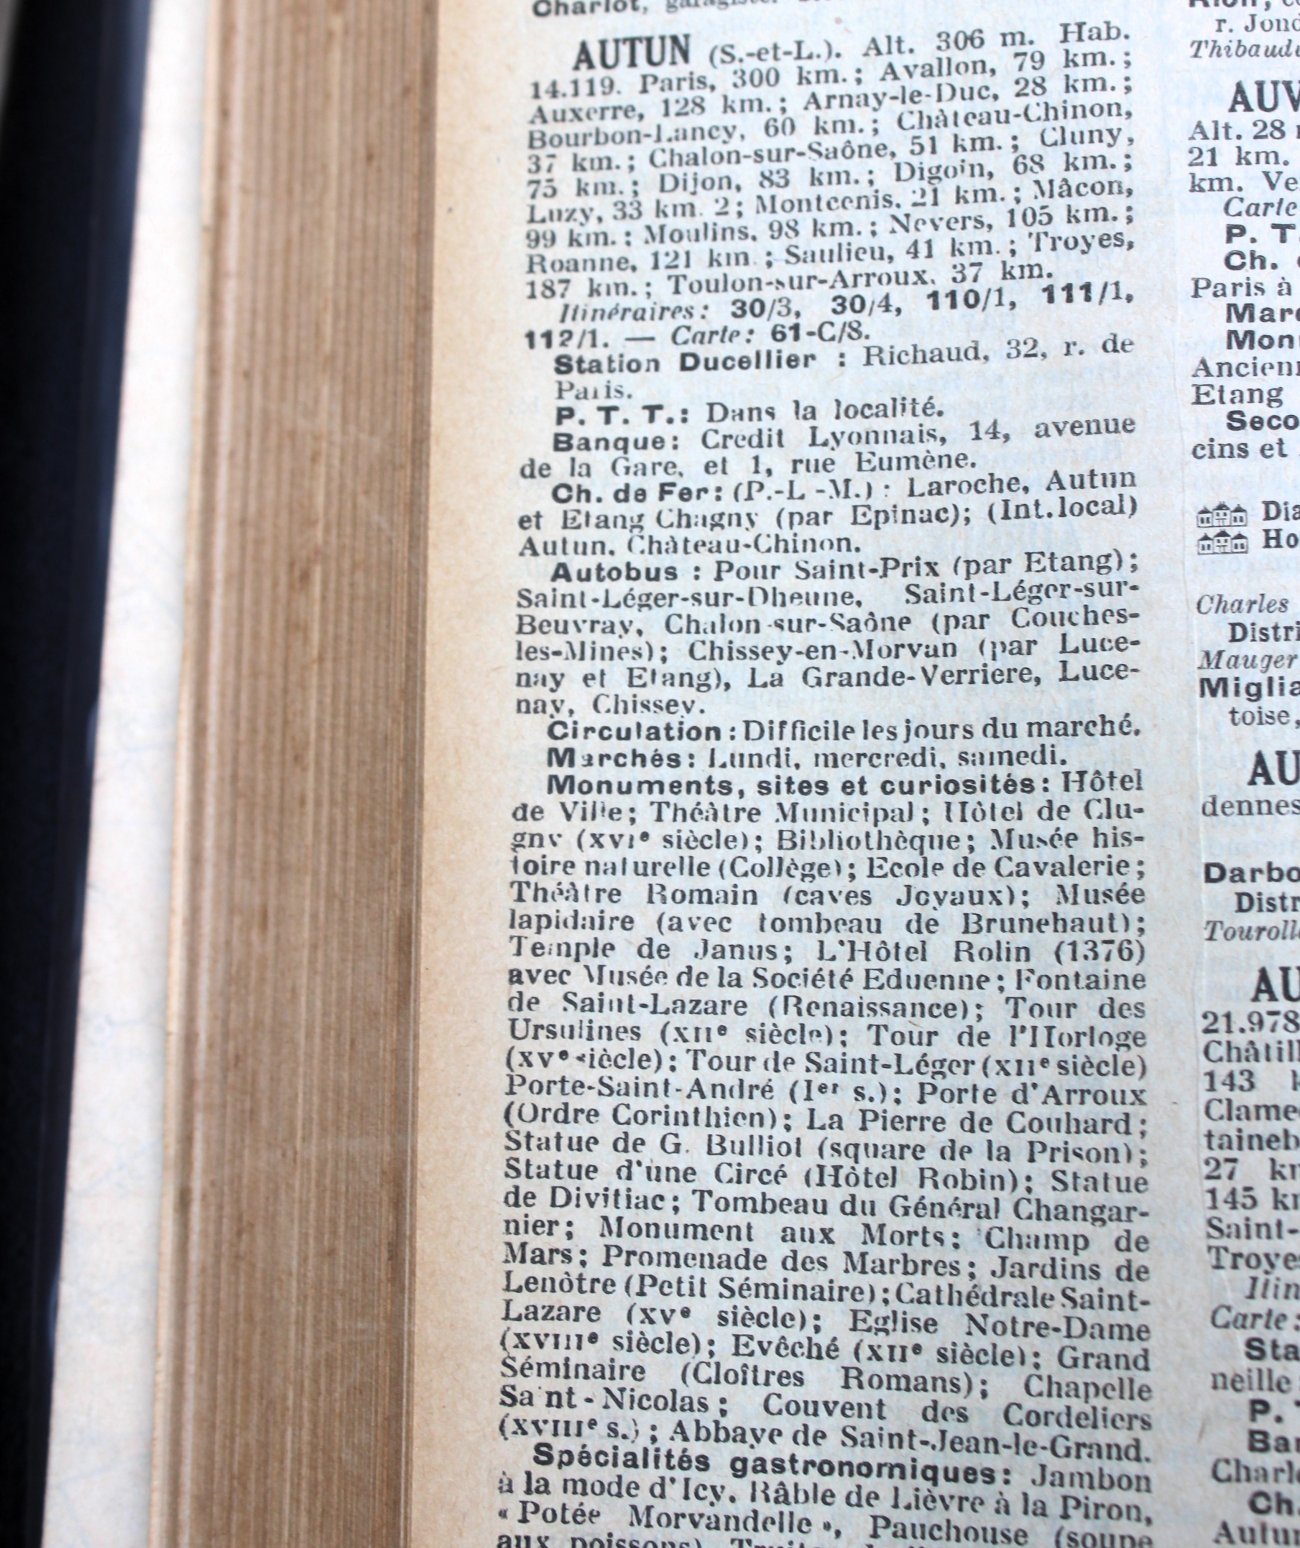 Charlot,
AUTUN (S.-et-L.). Alt. 306 m. Hab.
14.119. Paris, 300 km.; Avallon, 79 km.;
Auxerre, 128 km.; Arnay-le-Duc, 28 km.;
Bourbon-Lancy, 60 km.; Château-Chinon,
37 km.; Chalon-sur-Saône, 51 km.; Cluny,
75 km.; Dijon, 83 km.; Digoin, 68 km.;
Luzy, 33 km. 2; Montcenis, 21 km.; Mâcon,
99 km.; Moulins, 98 km.; Nevers, 105 km.;
Roanne, 121 km.; Saulieu, 41 km.; Troyes,
187 km.; Toulon-sur-Arroux, 37 km.
Itinéraires: 30/3, 30/4, 110/1, 111/1,
112/1. — Carte: 61-C/8.
Station Ducellier : Richaud, 32, r. de
Paris.
P. T. T.: Dans la localité.
Banque: Credit Lyonnais, 14, avenue
de la Gare, et 1, rue Eumène.
Ch. de Fer: (P.-L-M.) : Laroche, Autun
et Etang Chagny (par Epinac); (Int. local)
Autun, Château-Chinon.
Autobus : Pour Saint-Prix (par Etang);
Saint-Léger-sur-Dheune, Saint-Léger-sur-
Beuvray, Chalon-sur-Saône (par Couches-
les-Mines); Chissey-en-Morvan (par Luce-
nay et Etang), La Grande-Verriere, Luce-
nay, Chissey.
Circulation : Difficile les jours du marché.
Marchés: Lundi, mercredi, samedi.
Monuments, sites et curiosités: Hôtel
de Ville; Théâtre Municipal; Hôtel de Clu-
gny (XVIe siècle); Bibliothèque; Musée his-
toire naturelle (Collège); Ecole de Cavalerie;
Théâtre Romain (caves Joyaux); Musée
lapidaire (avec tombeau de Brunehaut);
Temple de Janus; L'Hôtel Rolin (1376)
avec Musée de la Société Eduenne; Fontaine
de Saint-Lazare (Renaissance); Tour des
Ursulines (XIIe siècle); Tour de l'Horloge
(XVe siècle); Tour de Saint-Léger (XIIe siècle)
Porte-Saint-André (Ier s.); Porte d'Arroux
(Ordre Corinthien); La Pierre de Couhard;
Statue de G. Bulliot (square de la Prison);
Statue d'une Circé (Hôtel Robin); Statue
de Divitiac; Tombeau du Général Changar-
nier; Monument aux Morts; Champ de
Mars; Promenade des Marbres; Jardins de
Lenôtre (Petit Séminaire); Cathédrale Saint-
Lazare (XVe siècle); Eglise Notre-Dame
(XVIIIe siècle); Evêché (XIIe siècle); Grand
Séminaire (Cloîtres Romans); Chapelle
Saint-Nicolas; Couvent des Cordeliers
(XVIIIe s.); Abbaye de Saint-Jean-le-Grand.
Spécialités gastronomiques: Jambon
à la mode d'Icy, Râble de Lièvre à la Piron,
« Potée Morvandelle », Pauchouse (soupe
aux poissons),
r. Jond
Thibaud
AUV
Alt. 28
21 km.
km. Ve
Carte
P. T.
Ch.
Paris à
Marc
Mon
Ancien
Etang
Seco
cins et
Dia
Ho
Charles
Distri
Mauger
Miglia
toise,
AU
dennes
Darbo
Distr
Touroll
AU
21.978
Châtill
143
Clame
taineb
27 km
145 km
Saint-
Troyes
Itin
Carte:
Sta
neille
P.
Ban
Charl
Ch.
Autun